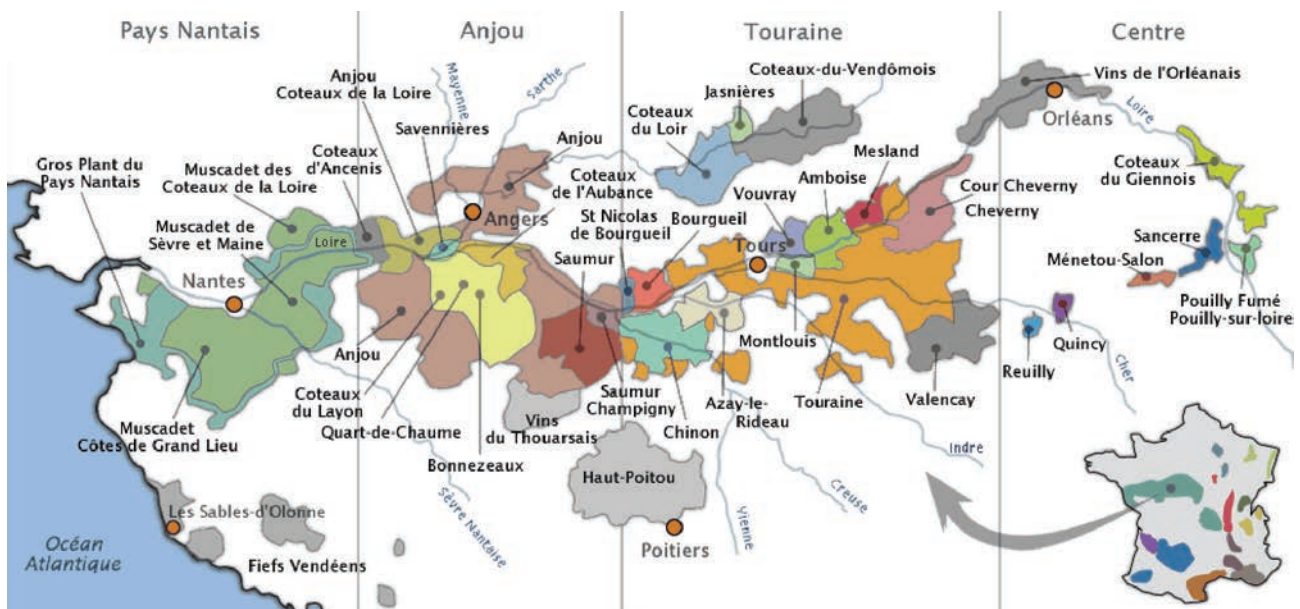 Pays Nantais
Anjou
Touraine
Centre
Anjou
Coteaux de la Loire
Mayenne
Sarthe
Savennières
Gros Plant du
Pays Nantais
Muscadet des
Coteaux de la Loire
Coteaux
d'Ancenis
Anjou
Coteaux
de l'Aubance
Muscadet de
Sèvre et Maine
Loire
Angers
Nantes
St Nicolas
de Bourgueil
Bourgueil
Saumur
Coteaux
du Loir
Jasnières
Coteaux-du-Vendômois
Vouvray
Amboise
Mesland
Tours
Cour Cheverny
Cheverny
Vins de l'Orléanais
Orléans
Loire
Coteaux
du Giennois
Sancerre
Ménetou-Salon
Pouilly Fumé
Pouilly-sur-loire
Quincy
Reuilly
Cher
Muscadet
Côtes de Grand Lieu
Anjou
Coteaux
du Layon
Quart-de-Chaume
Bonnezeaux
Vins
du Thouarsais
Saumur
Champigny
Chinon
Azay-le-
Rideau
Montlouis
Touraine
Valencay
Indre
Creuse
Vienne
Haut-Poitou
Poitiers
Sèvre Nantaise
Les Sables-d'Olonne
Fiefs Vendéens
Océan
Atlantique